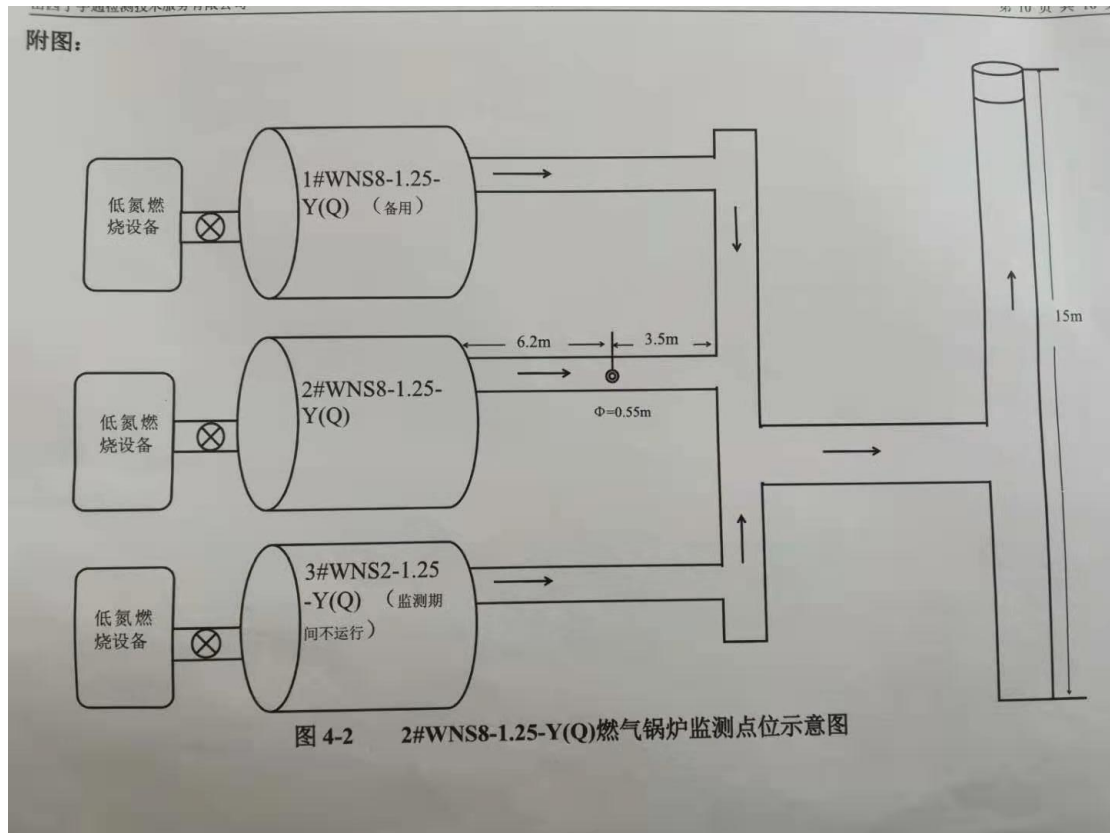 附图：
低氮燃
烧设备
1#WNS8-1.25-
Y(Q) （备用）
6.2m
3.5m
15m
低氮燃
烧设备
2#WNS8-1.25-
Y(Q)
Φ=0.55m
低氮燃
烧设备
3#WNS2-1.25
-Y(Q) （监测期
间不运行）
图 4-2 2#WNS8-1.25-Y(Q)燃气锅炉监测点位示意图